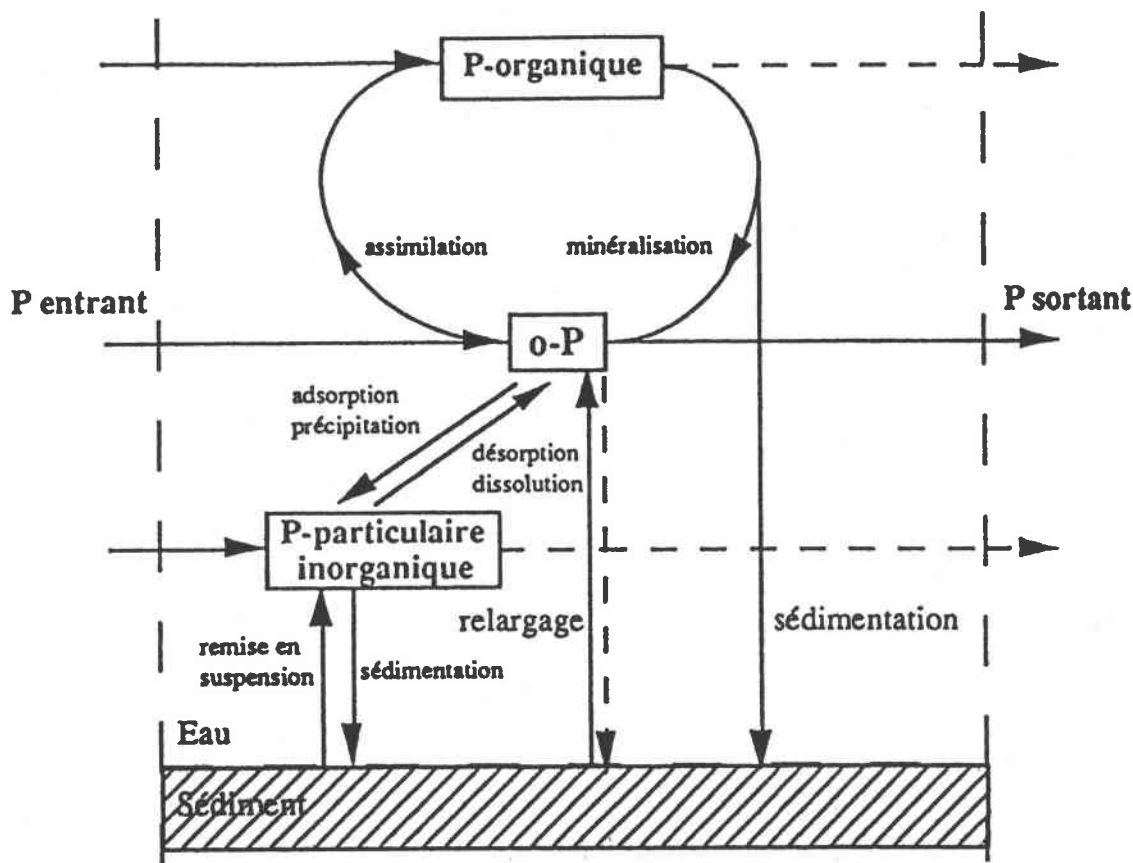 P-organique
assimilation
minéralisation
P entrant
P sortant
o-P
adsorption
précipitation
désorption
dissolution
P-particulaire
inorganique
relargage
sédimentation
remise en
suspension
sédimentation
Eau
Sédiment